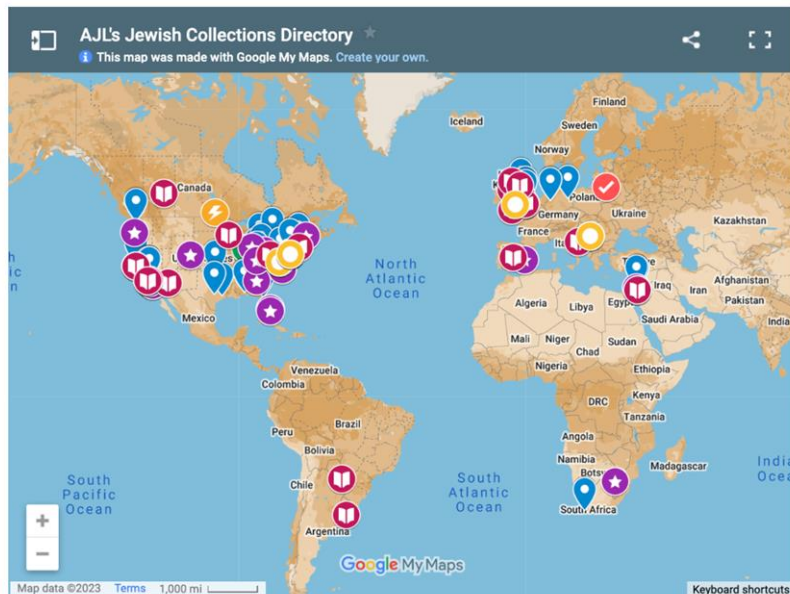 AJL's Jewish Collections Directory
This map was made with Google My Maps. Create your own.
Iceland
Finland
Sweden
Norway
Canada
Poland
Germany
Ukraine
France
Kazakhstan
Afghanistan
Iraq
Iran
Pakistan
North
Atlantic
Ocean
Mexico
Algeria
Libya
Saudi Arabia
India
Mali
Niger
Chad
Sudan
Venezuela
Colombia
Nigeria
Ethiopia
DRC
Kenya
Tanzania
Brazil
Peru
Bolivia
Angola
Namibia
Madagascar
South
Pacific
Ocean
Chile
South
Atlantic
Ocean
South Africa
Argentina
Google My Maps
Map data ©2023 Terms 1,000 mi
Keyboard shortcuts